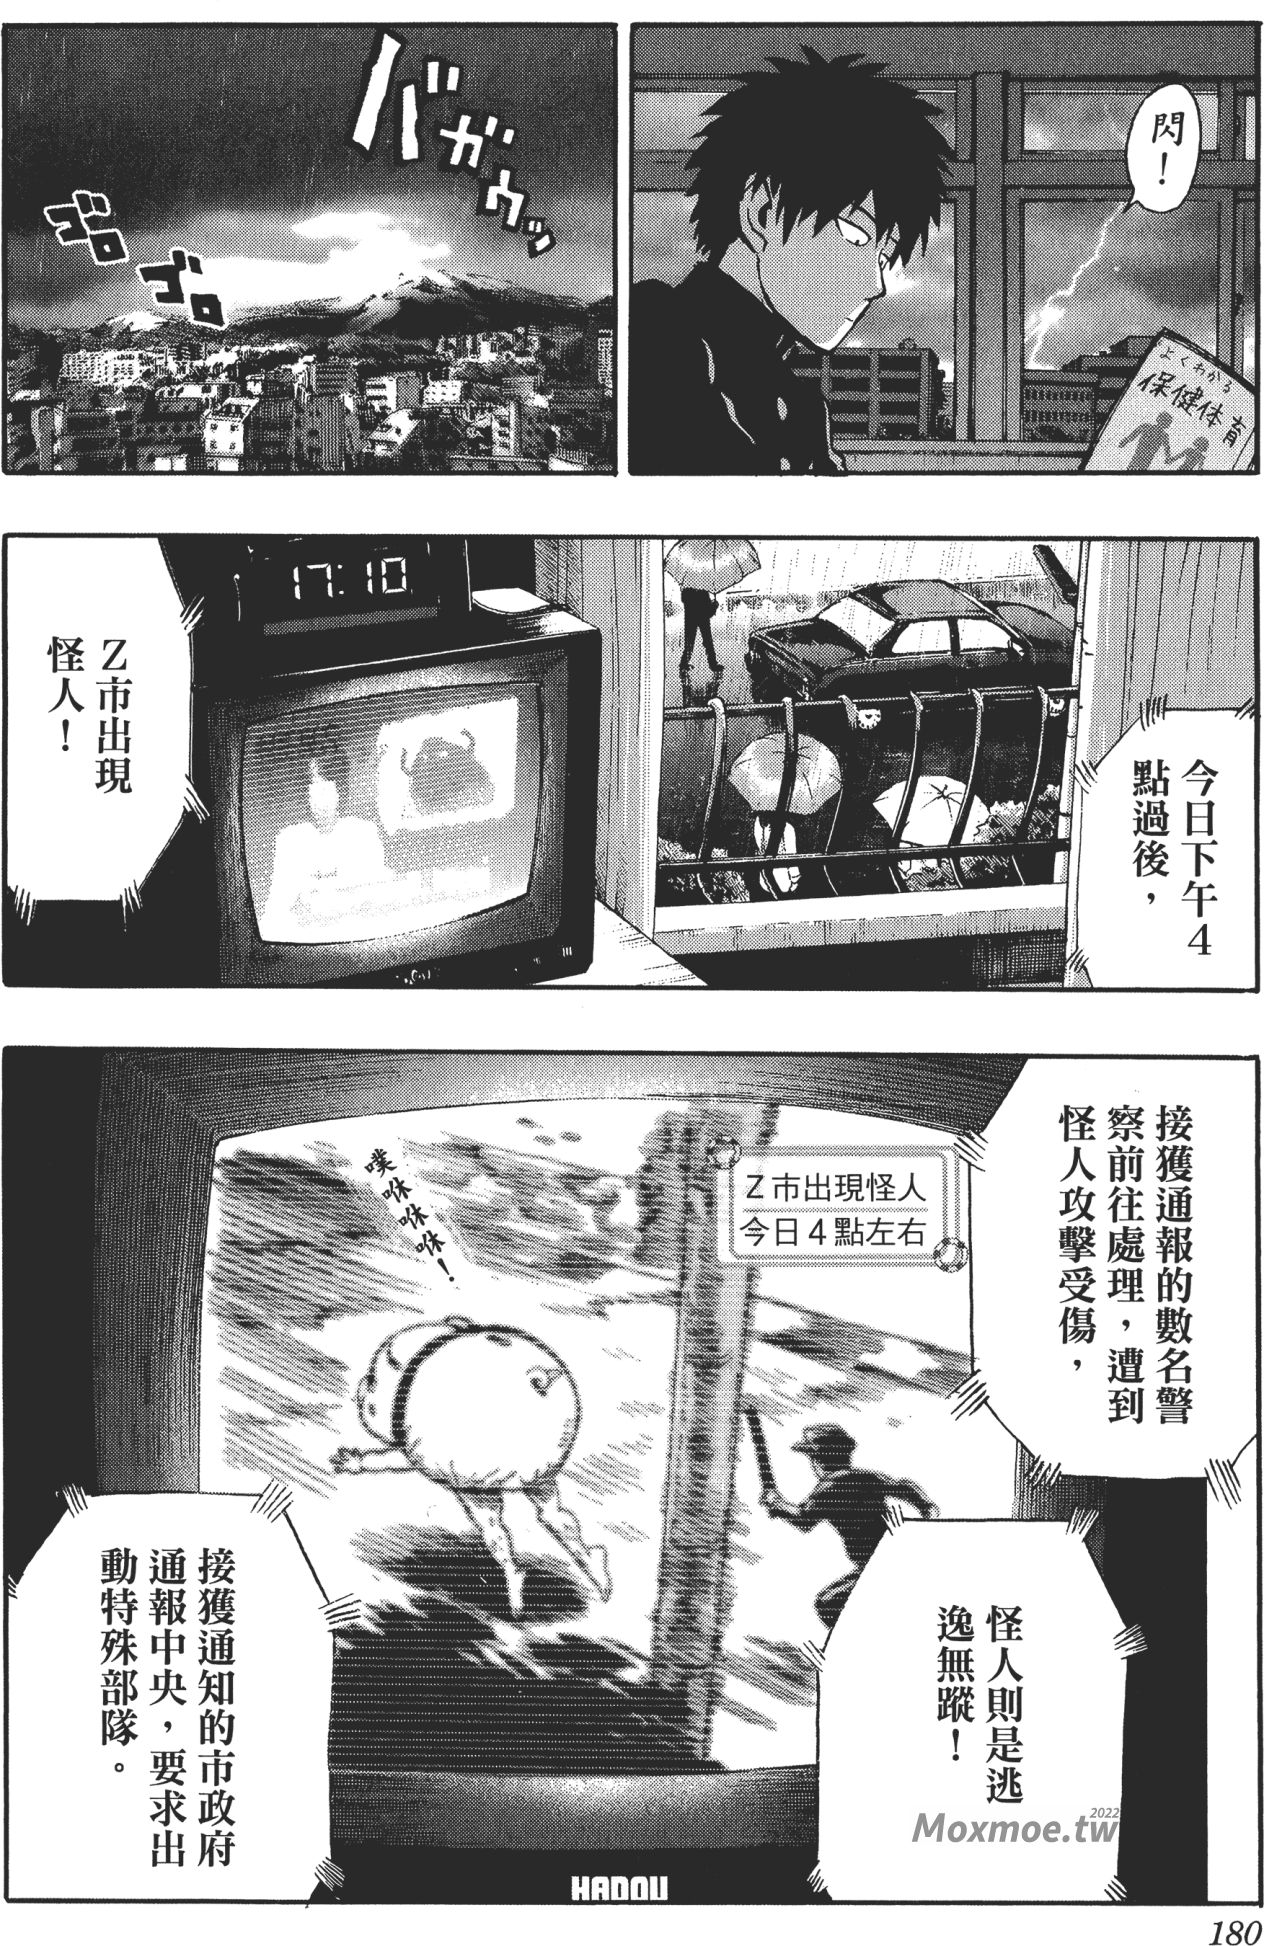 閃！
よくわかる
保健体育
バガウッ
ゴロ
ゴロ
今日下午4
點過後，
17:10
Z市出現
怪人！
接獲通報的數名警
察前往處理，遭到
怪人攻擊受傷，
Z市出現怪人
今日4點左右
噗咻咻咻！
怪人則是逃
逸無蹤！
接獲通知的市政府
通報中央，要求出
動特殊部隊。
HADOU
2022
Moxmoe.tw
180